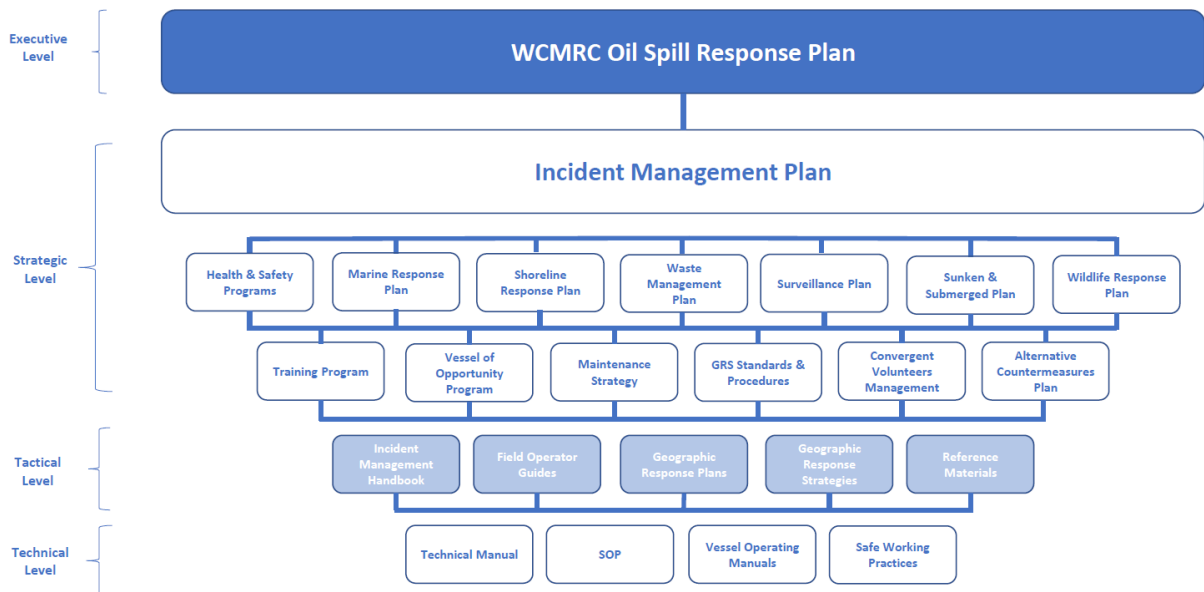 Executive
Level
WCMRC Oil Spill Response Plan
Incident Management Plan
Strategic
Level
Health & Safety
Programs
Marine Response
Plan
Shoreline
Response Plan
Waste
Management
Plan
Surveillance Plan
Sunken &
Submerged Plan
Wildlife Response
Plan
Training Program
Vessel of
Opportunity
Program
Maintenance
Strategy
GRS Standards &
Procedures
Convergent
Volunteers
Management
Alternative
Countermeasures
Plan
Tactical
Level
Incident
Management
Handbook
Field Operator
Guides
Geographic
Response Plans
Geographic
Response
Strategies
Reference
Materials
Technical
Level
Technical Manual
SOP
Vessel Operating
Manuals
Safe Working
Practices